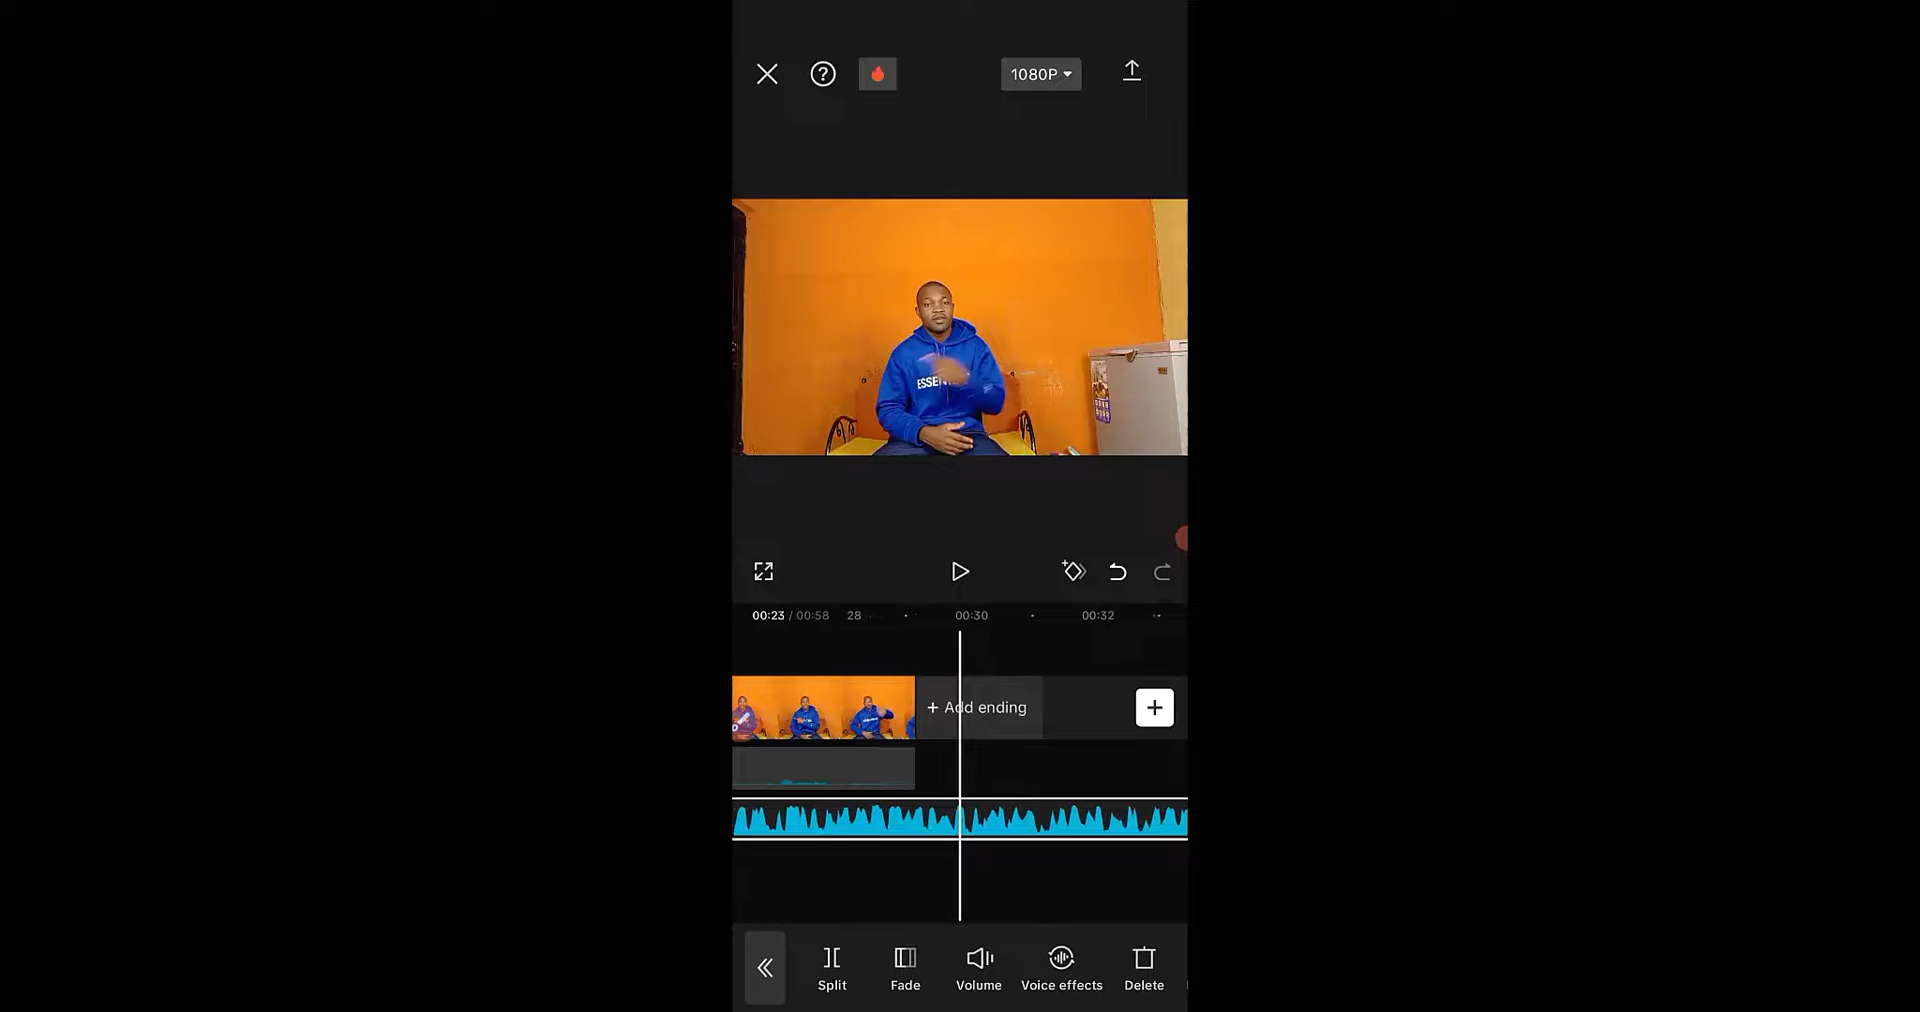 1080P
ESSEN
00:23 / 00:58 28 00:30 00:32
+ Add ending
Split Fade Volume Voice effects Delete